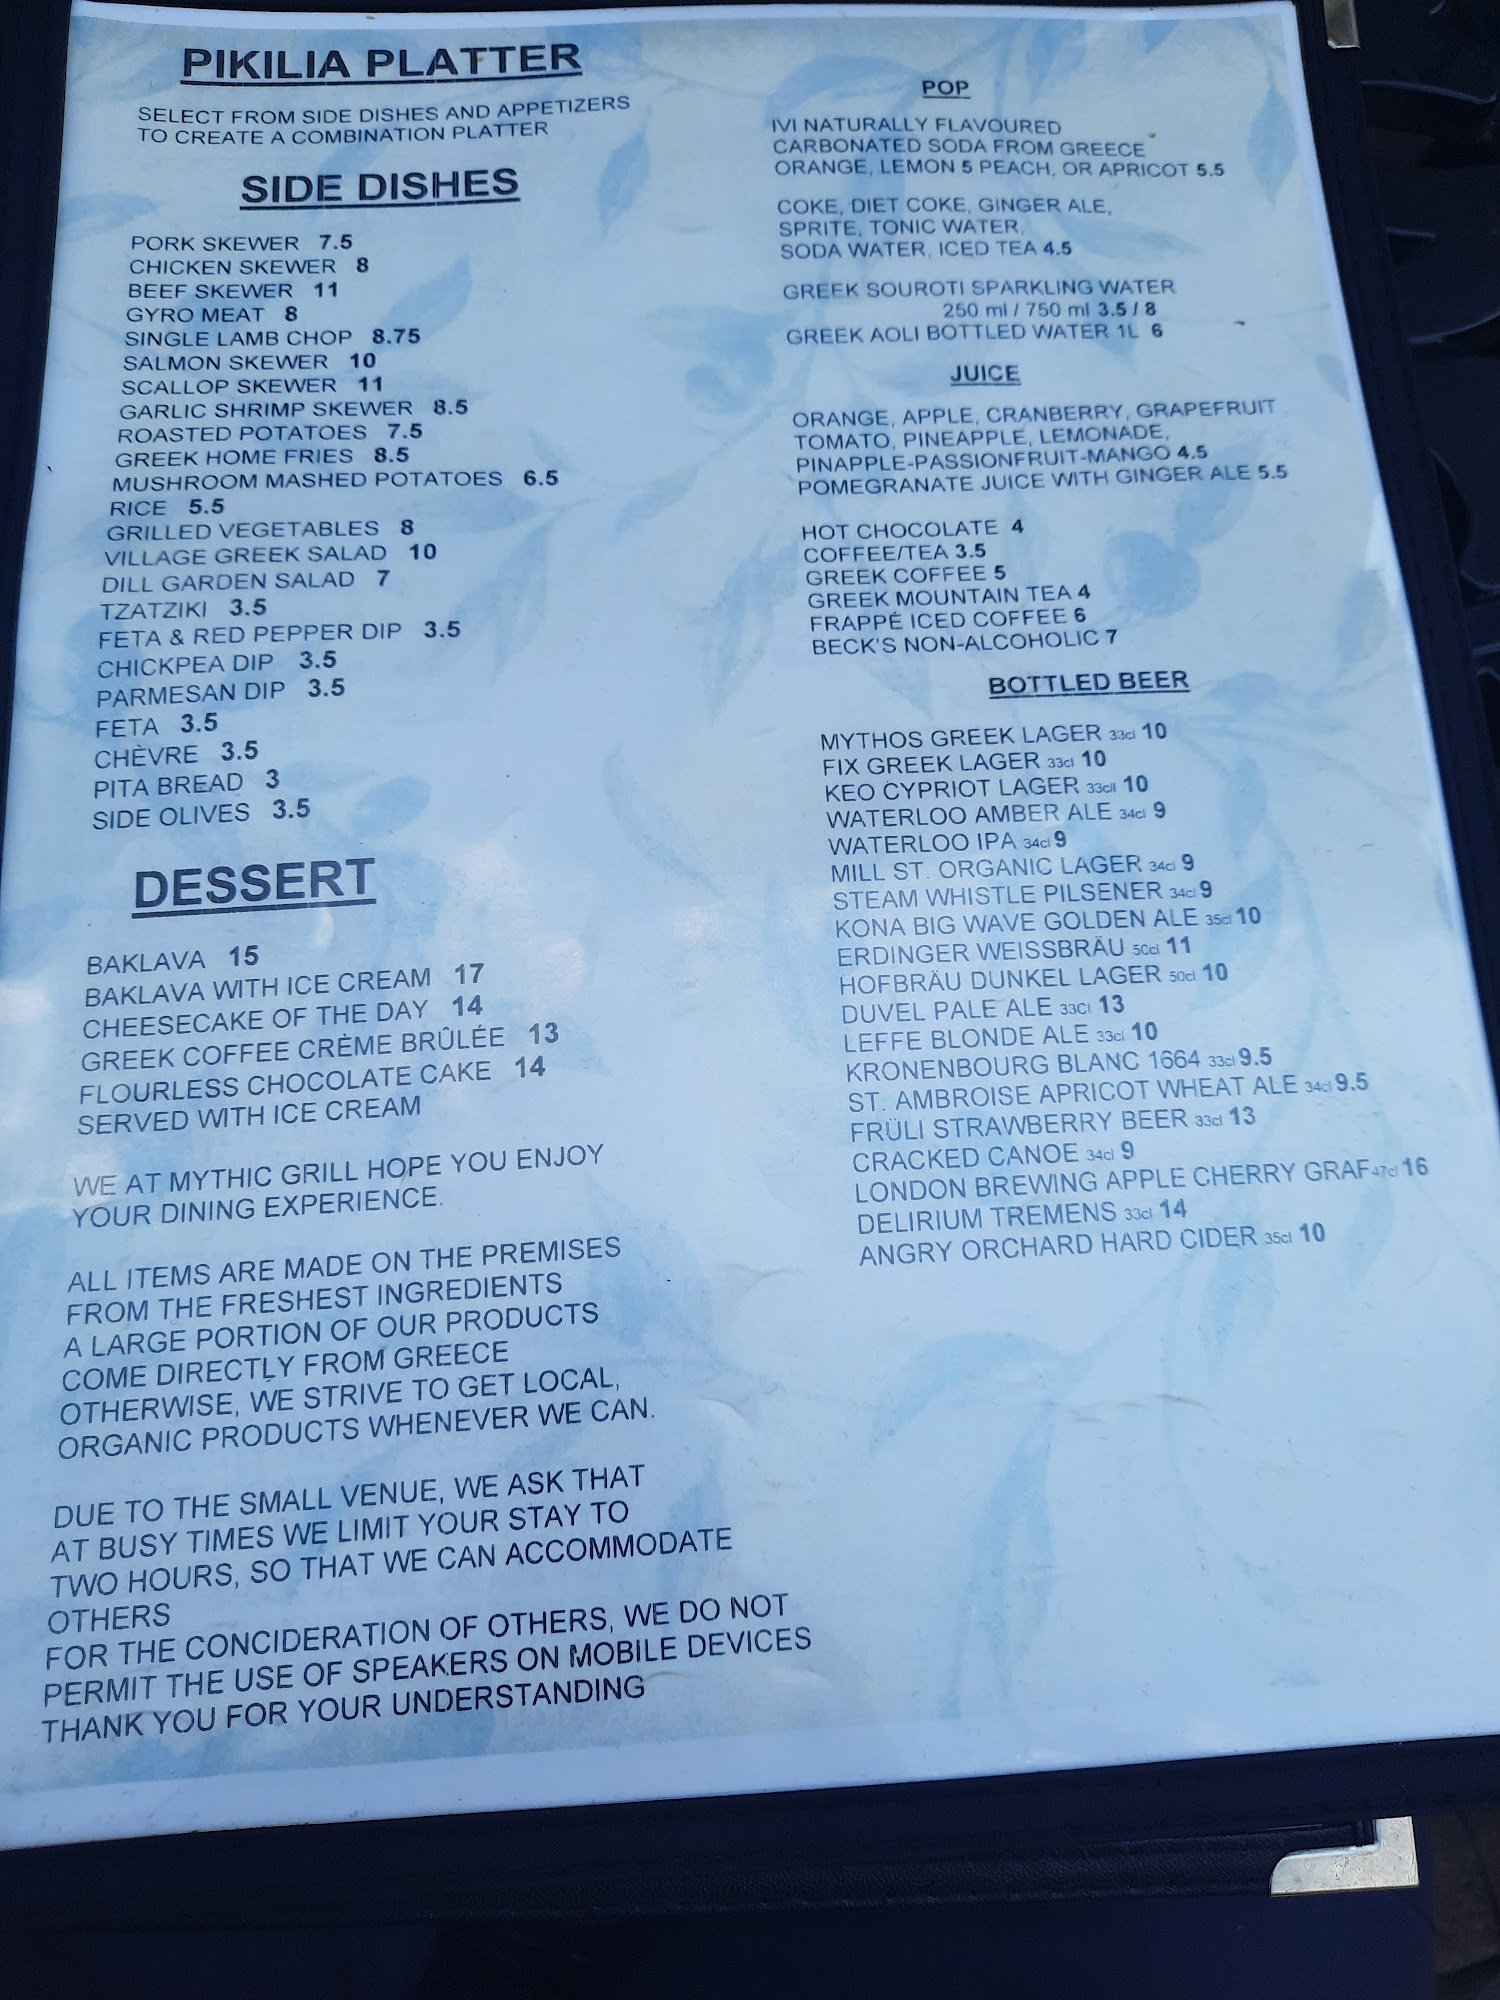 PIKILIA PLATTER
SELECT FROM SIDE DISHES AND APPETIZERS
TO CREATE A COMBINATION PLATTER
SIDE DISHES
PORK SKEWER 7.5
CHICKEN SKEWER 8
BEEF SKEWER 11
GYRO MEAT 8
SINGLE LAMB CHOP 8.75
SALMON SKEWER 10
SCALLOP SKEWER 11
GARLIC SHRIMP SKEWER 8.5
ROASTED POTATOES 7.5
GREEK HOME FRIES 8.5
MUSHROOM MASHED POTATOES 6.5
RICE 5.5
GRILLED VEGETABLES 8
VILLAGE GREEK SALAD 10
DILL GARDEN SALAD 7
TZATZIKI 3.5
FETA & RED PEPPER DIP 3.5
CHICKPEA DIP 3.5
PARMESAN DIP 3.5
FETA 3.5
CHÈVRE 3.5
PITA BREAD 3
SIDE OLIVES 3.5
DESSERT
BAKLAVA 15
BAKLAVA WITH ICE CREAM 17
CHEESECAKE OF THE DAY 14
GREEK COFFEE CRÈME BRÛLÉE 13
FLOURLESS CHOCOLATE CAKE 14
SERVED WITH ICE CREAM
WE AT MYTHIC GRILL HOPE YOU ENJOY
YOUR DINING EXPERIENCE.
ALL ITEMS ARE MADE ON THE PREMISES
FROM THE FRESHEST INGREDIENTS
A LARGE PORTION OF OUR PRODUCTS
COME DIRECTLY FROM GREECE
OTHERWISE, WE STRIVE TO GET LOCAL,
ORGANIC PRODUCTS WHENEVER WE CAN.
DUE TO THE SMALL VENUE, WE ASK THAT
AT BUSY TIMES WE LIMIT YOUR STAY TO
TWO HOURS, SO THAT WE CAN ACCOMMODATE
OTHERS
FOR THE CONCIDERATION OF OTHERS, WE DO NOT
PERMIT THE USE OF SPEAKERS ON MOBILE DEVICES
THANK YOU FOR YOUR UNDERSTANDING
POP
IVI NATURALLY FLAVOURED
CARBONATED SODA FROM GREECE
ORANGE, LEMON 5 PEACH, OR APRICOT 5.5
COKE, DIET COKE, GINGER ALE,
SPRITE, TONIC WATER,
SODA WATER, ICED TEA 4.5
GREEK SOUROTI SPARKLING WATER
250 ml / 750 ml 3.5 / 8
GREEK AOLI BOTTLED WATER 1L 6
JUICE
ORANGE, APPLE, CRANBERRY, GRAPEFRUIT
TOMATO, PINEAPPLE, LEMONADE,
PINAPPLE-PASSIONFRUIT-MANGO 4.5
POMEGRANATE JUICE WITH GINGER ALE 5.5
HOT CHOCOLATE 4
COFFEE/TEA 3.5
GREEK COFFEE 5
GREEK MOUNTAIN TEA 4
FRAPPÉ ICED COFFEE 6
BECK'S NON-ALCOHOLIC 7
BOTTLED BEER
MYTHOS GREEK LAGER 33cl 10
FIX GREEK LAGER 33cl 10
KEO CYPRIOT LAGER 33cll 10
WATERLOO AMBER ALE 34cl 9
WATERLOO IPA 34cl 9
MILL ST. ORGANIC LAGER 34cl 9
STEAM WHISTLE PILSENER 34cl 9
KONA BIG WAVE GOLDEN ALE 35cl 10
ERDINGER WEISSBRÄU 50cl 11
HOFBRÄU DUNKEL LAGER 50cl 10
DUVEL PALE ALE 33Cl 13
LEFFE BLONDE ALE 33cl 10
KRONENBOURG BLANC 1664 33cl 9.5
ST. AMBROISE APRICOT WHEAT ALE 34cl 9.5
FRÜLI STRAWBERRY BEER 33cl 13
CRACKED CANOE 34cl 9
LONDON BREWING APPLE CHERRY GRAF 47cl 16
DELIRIUM TREMENS 33cl 14
ANGRY ORCHARD HARD CIDER 35cl 10